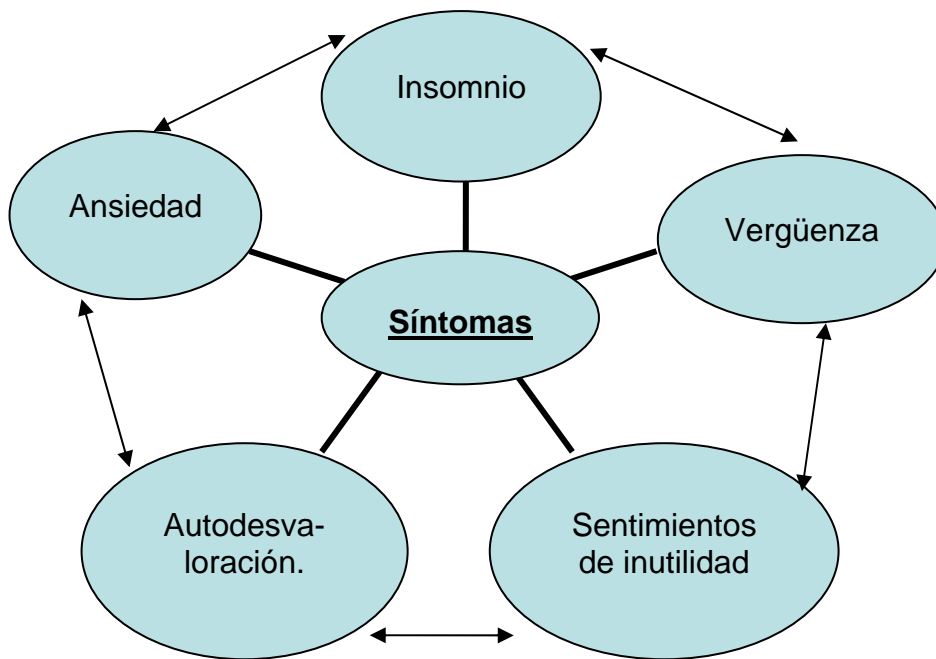 Insomnio
Ansiedad
Vergüenza
Síntomas
Autodesva-
loración.
Sentimientos
de inutilidad